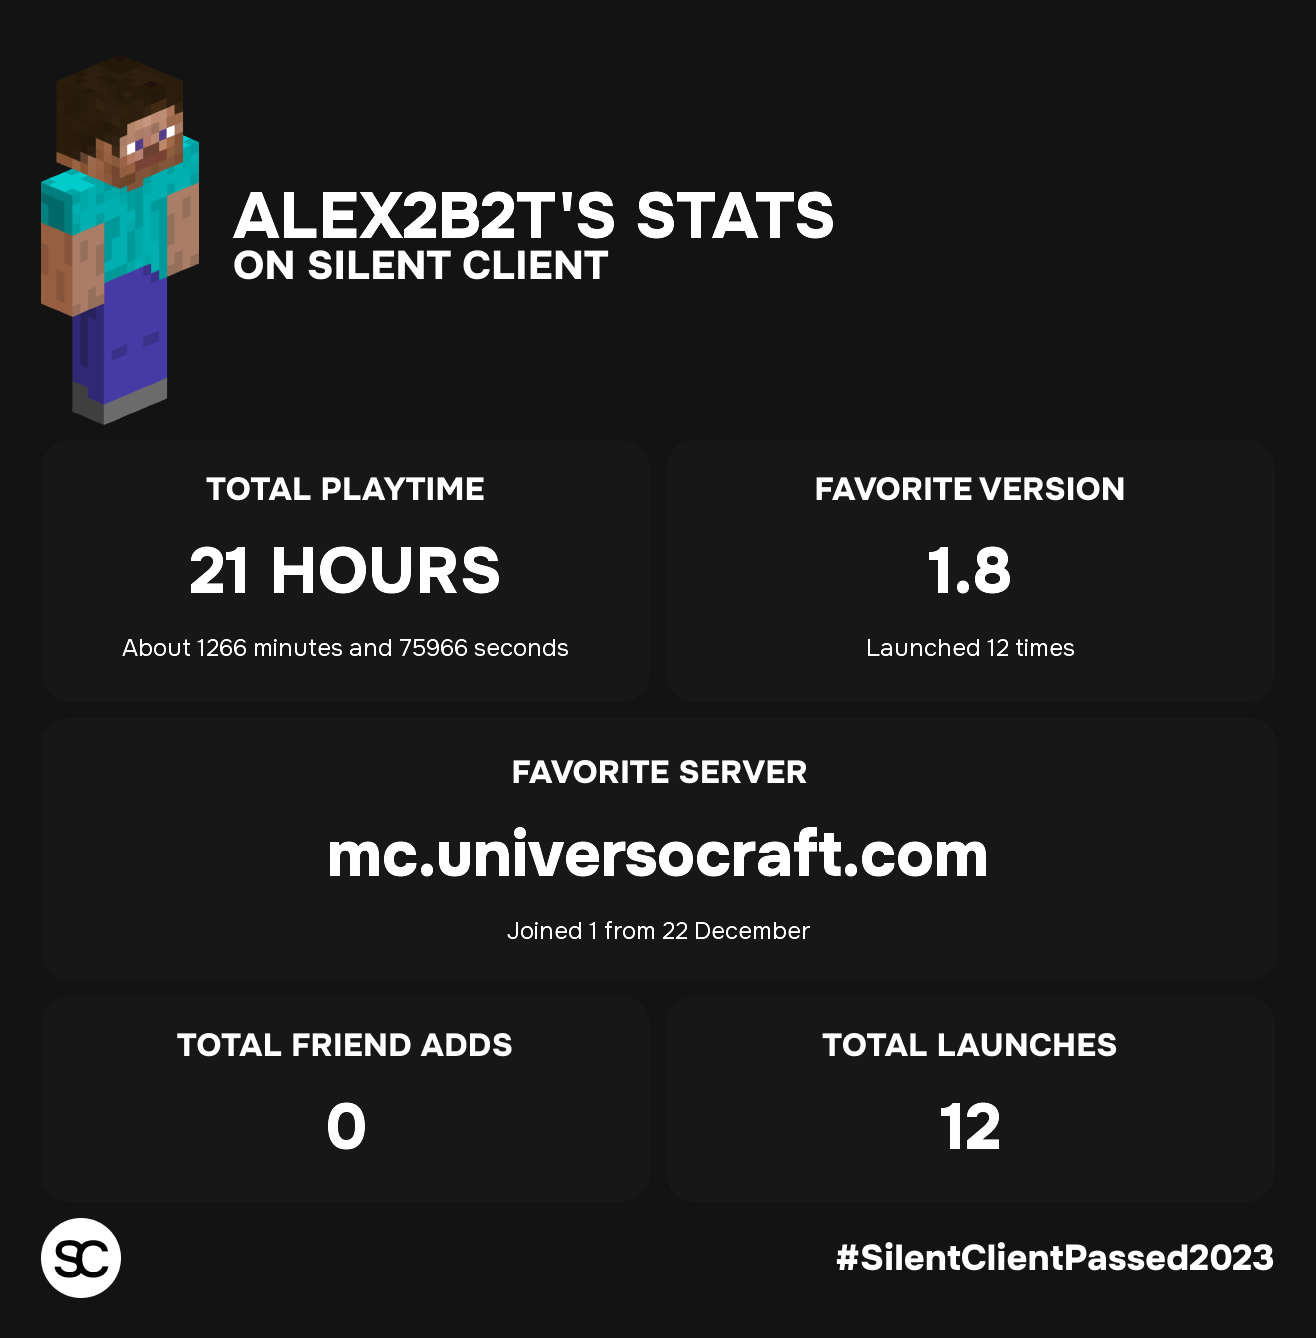 ALEX2B2T'S STATS
ON SILENT CLIENT
TOTAL PLAYTIME
21 HOURS
About 1266 minutes and 75966 seconds
FAVORITE VERSION
1.8
Launched 12 times
FAVORITE SERVER
mc.universocraft.com
Joined 1 from 22 December
TOTAL FRIEND ADDS
0
TOTAL LAUNCHES
12
SC
#SilentClientPassed2023